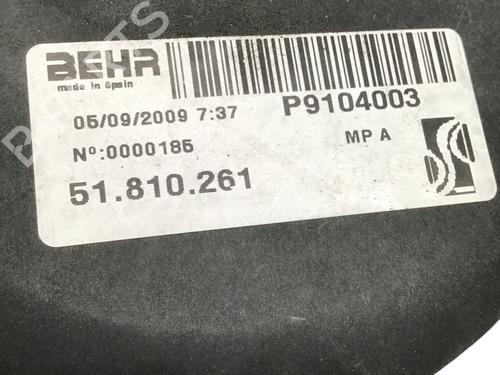 BEHR
made in Spain
05/09/2009 7:37
P9104003
Nº:0000185
MP A
51.810.261